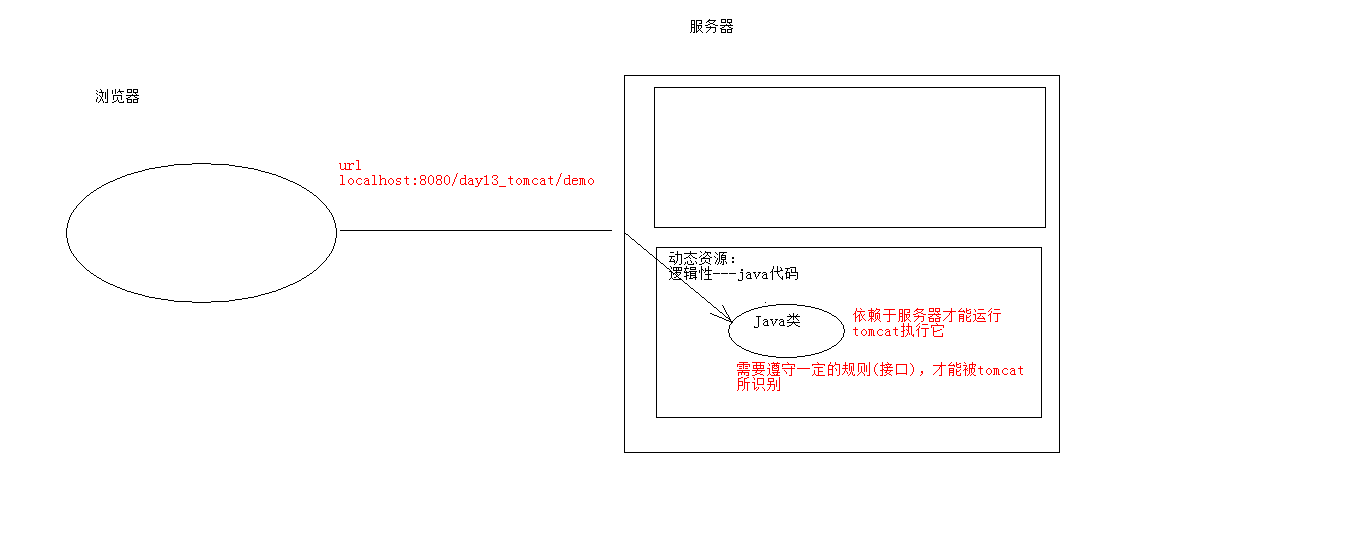 服务器
浏览器
url
localhost:8080/day13_tomcat/demo
动态资源:
逻辑性---java代码
Java类
依赖于服务器才能运行
tomcat执行它
需要遵守一定的规则(接口),才能被tomcat
所识别